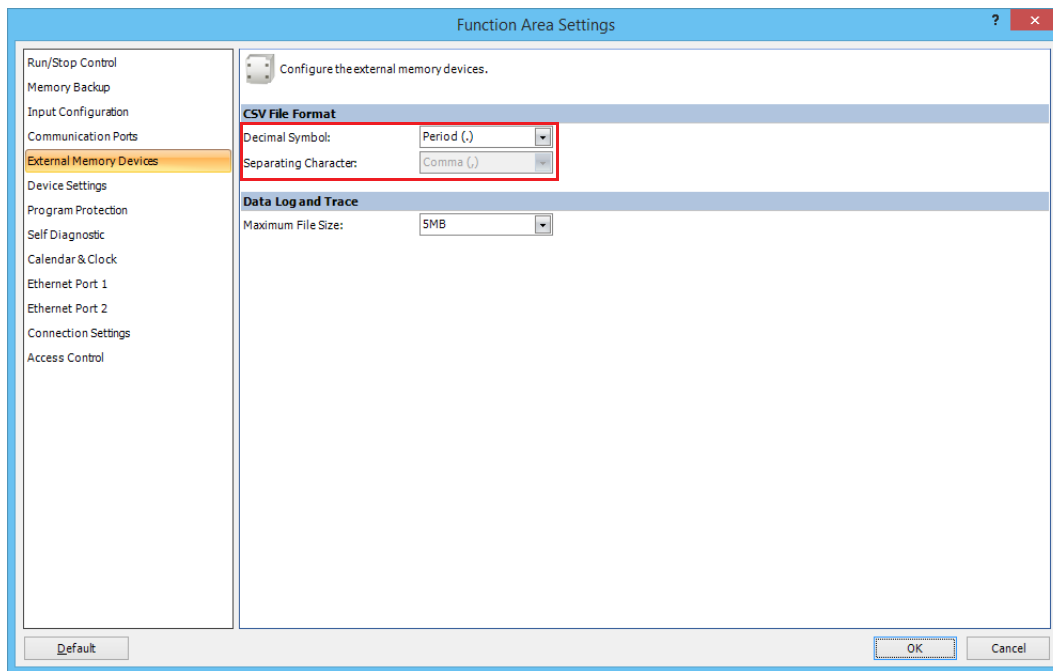 Function Area Settings
?
Run/Stop Control
Memory Backup
Input Configuration
Communication Ports
External Memory Devices
Device Settings
Program Protection
Self Diagnostic
Calendar & Clock
Ethernet Port 1
Ethernet Port 2
Connection Settings
Access Control
Configure the external memory devices.
CSV File Format
Decimal Symbol: Period (.)
Separating Character: Comma (,)
Data Log and Trace
Maximum File Size: 5MB
Default
OK Cancel